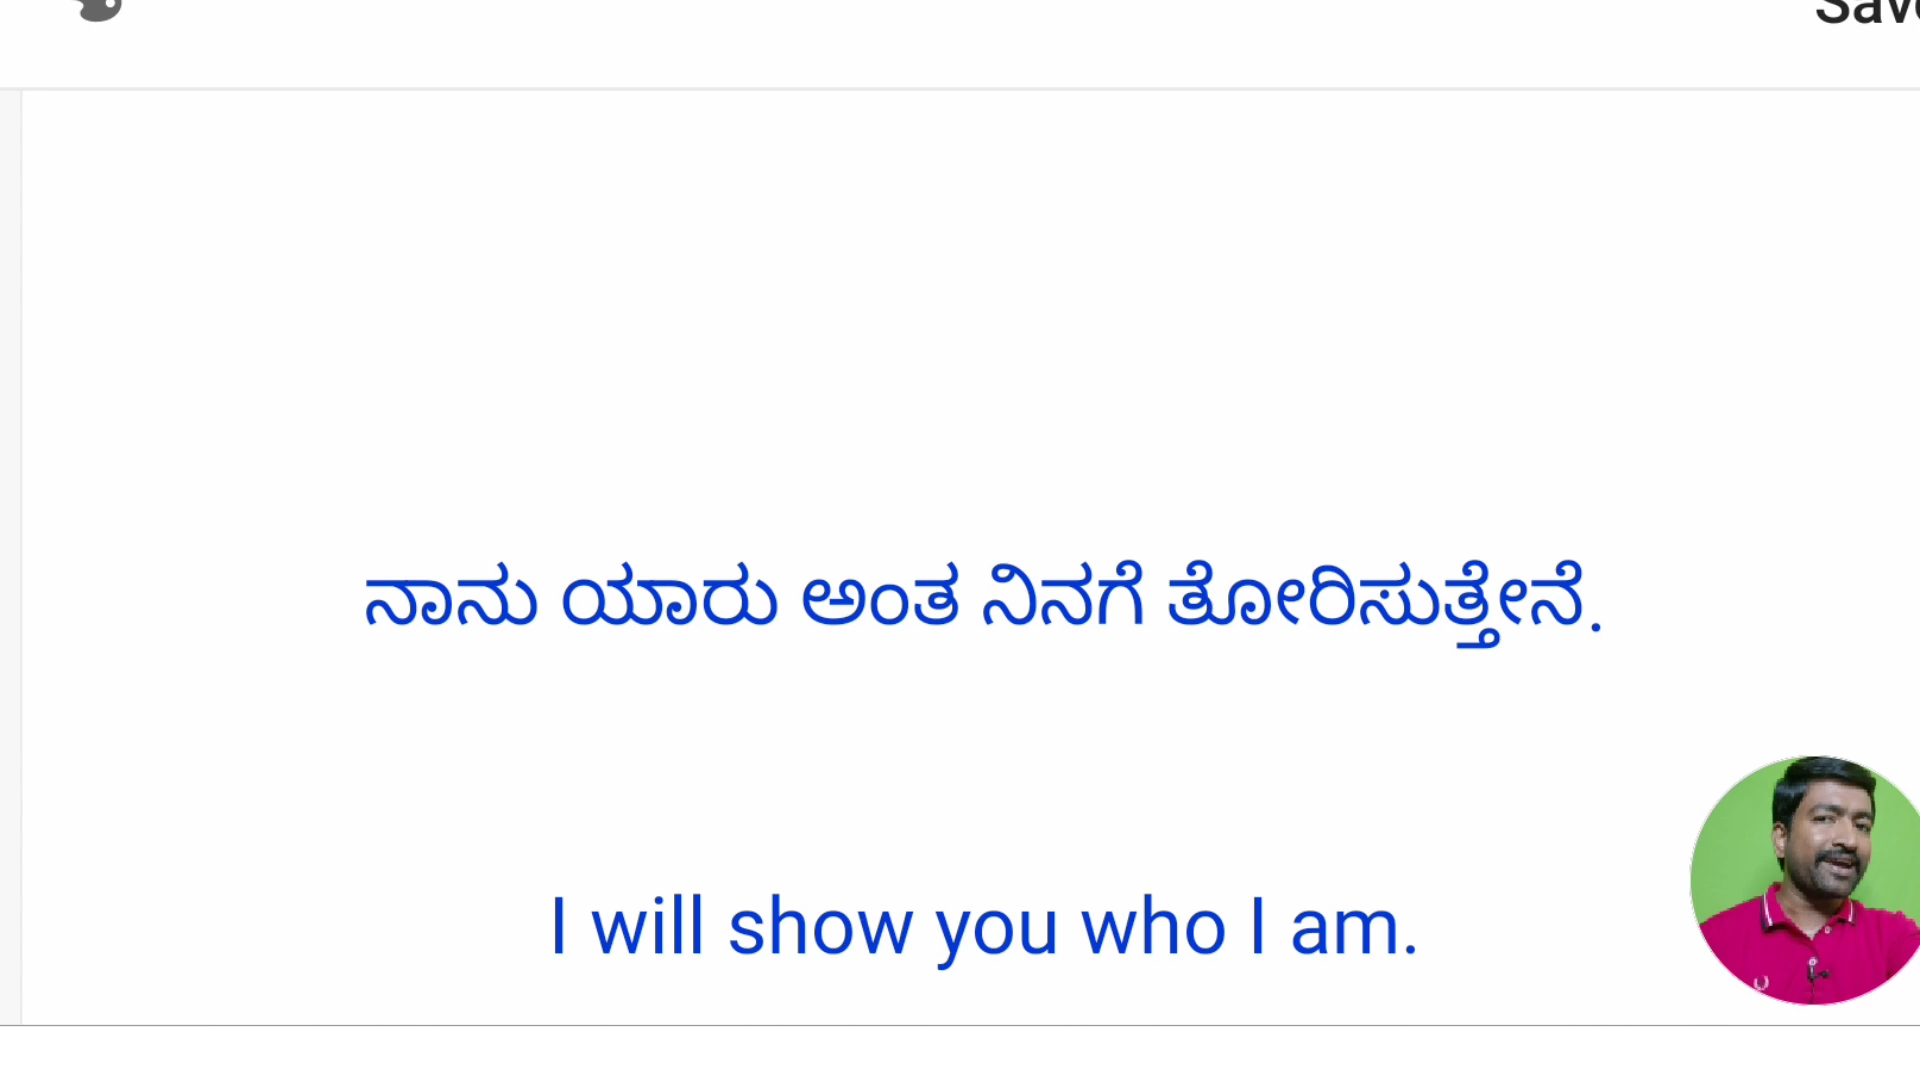 ನಾನು ಯಾರು ಅಂತ ನಿನಗೆ ತೋರಿಸುತ್ತೇನೆ.
I will show you who I am.